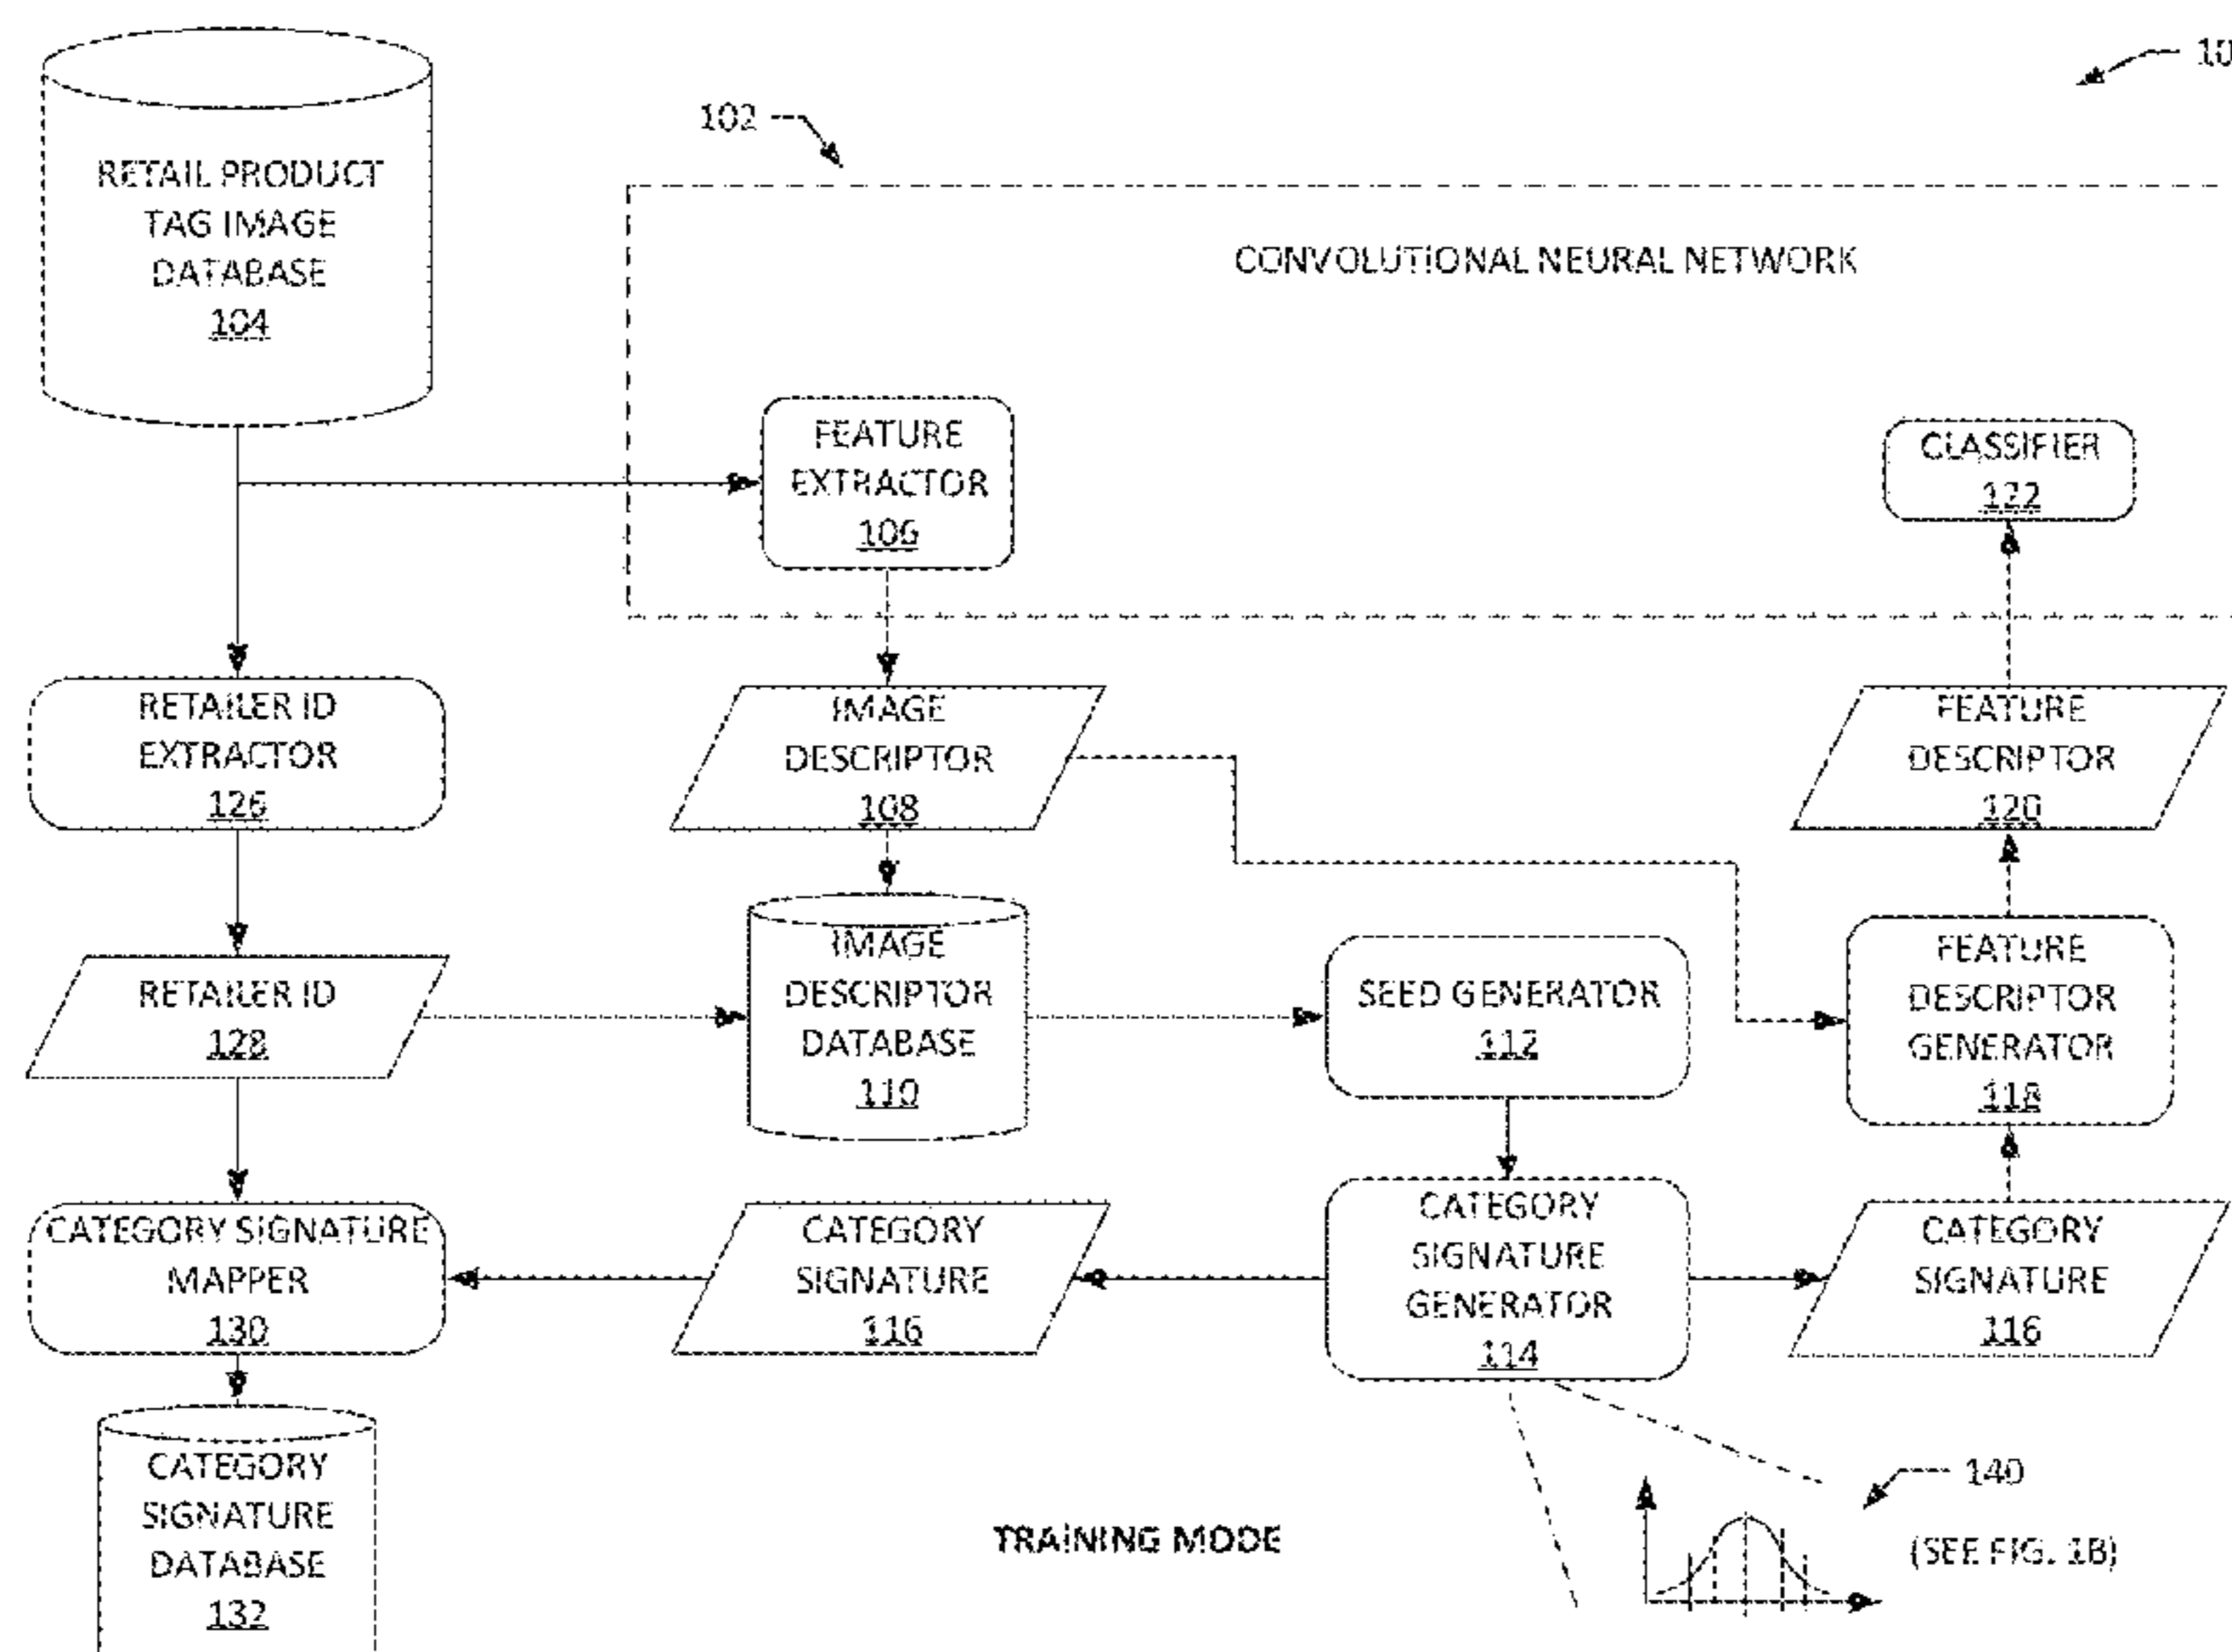 10
102
RETAIL PRODUCT
TAG IMAGE
DATABASE
104
CONVOLUTIONAL NEURAL NETWORK
FEATURE
EXTRACTOR
106
CLASSIFIER
122
RETAILER ID
EXTRACTOR
126
IMAGE
DESCRIPTOR
108
FEATURE
DESCRIPTOR
120
RETAILER ID
128
IMAGE
DESCRIPTOR
DATABASE
110
SEED GENERATOR
112
FEATURE
DESCRIPTOR
GENERATOR
118
CATEGORY SIGNATURE
MAPPER
130
CATEGORY
SIGNATURE
116
CATEGORY
SIGNATURE
GENERATOR
114
CATEGORY
SIGNATURE
116
CATEGORY
SIGNATURE
DATABASE
132
TRAINING MODE
140
(SEE FIG. 1B)